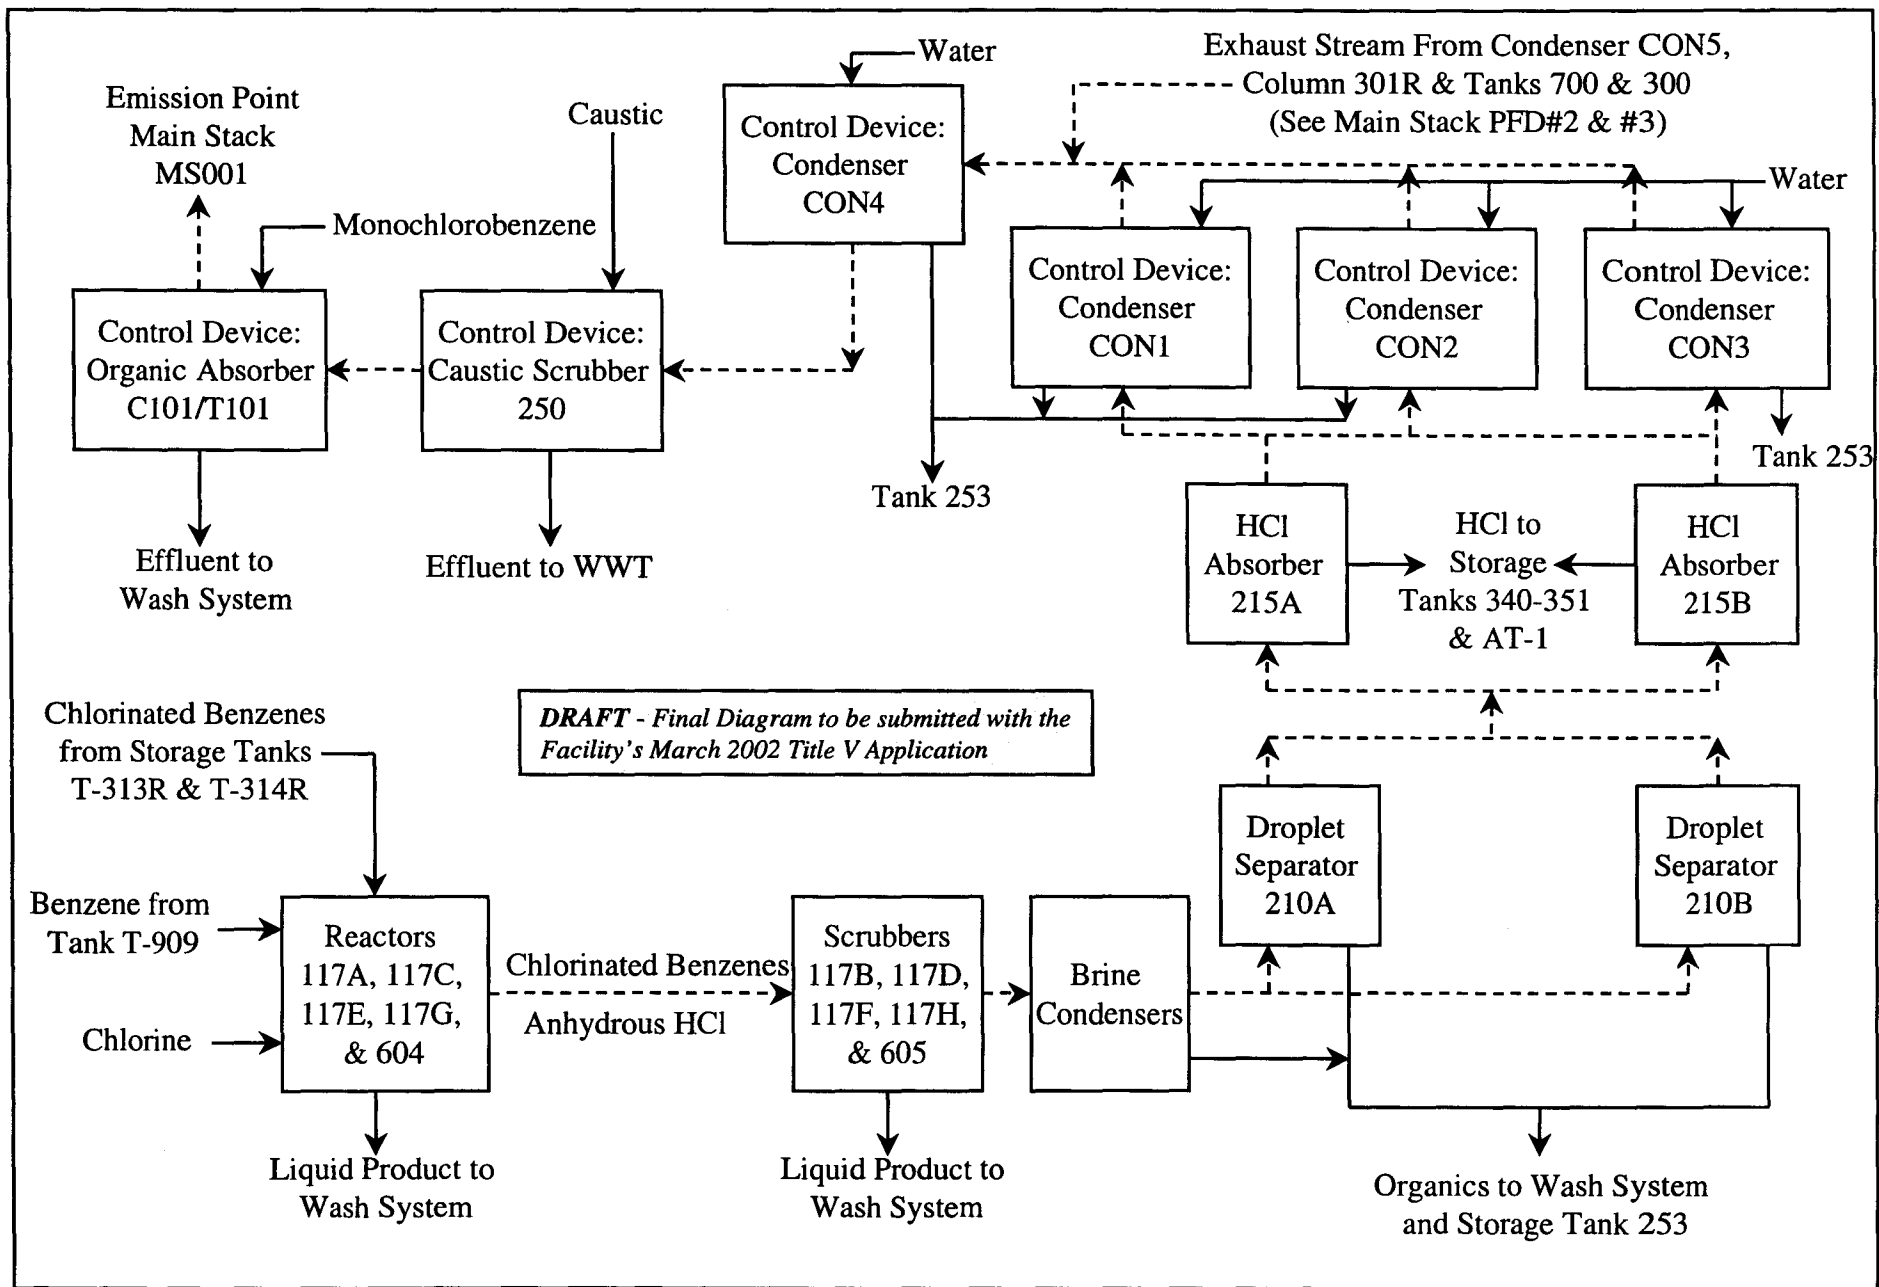 Water
Exhaust Stream From Condenser CON5,
Column 301R & Tanks 700 & 300
(See Main Stack PFD#2 & #3)
Emission Point
Main Stack
MS001
Caustic
Control Device:
Condenser
CON4
Water
Monochlorobenzene
Control Device:
Organic Absorber
C101/T101
Control Device:
Caustic Scrubber
250
Control Device:
Condenser
CON1
Control Device:
Condenser
CON2
Control Device:
Condenser
CON3
Tank 253
Tank 253
Effluent to
Wash System
Effluent to WWT
HCl
Absorber
215A
HCl to
Storage
Tanks 340-351
& AT-1
HCl
Absorber
215B
Chlorinated Benzenes
from Storage Tanks
T-313R & T-314R
DRAFT - Final Diagram to be submitted with the
Facility's March 2002 Title V Application
Droplet
Separator
210A
Droplet
Separator
210B
Benzene from
Tank T-909
Chlorine
Reactors
117A, 117C,
117E, 117G,
& 604
Chlorinated Benzenes
Anhydrous HCl
Scrubbers
117B, 117D,
117F, 117H,
& 605
Brine
Condensers
Liquid Product to
Wash System
Liquid Product to
Wash System
Organics to Wash System
and Storage Tank 253